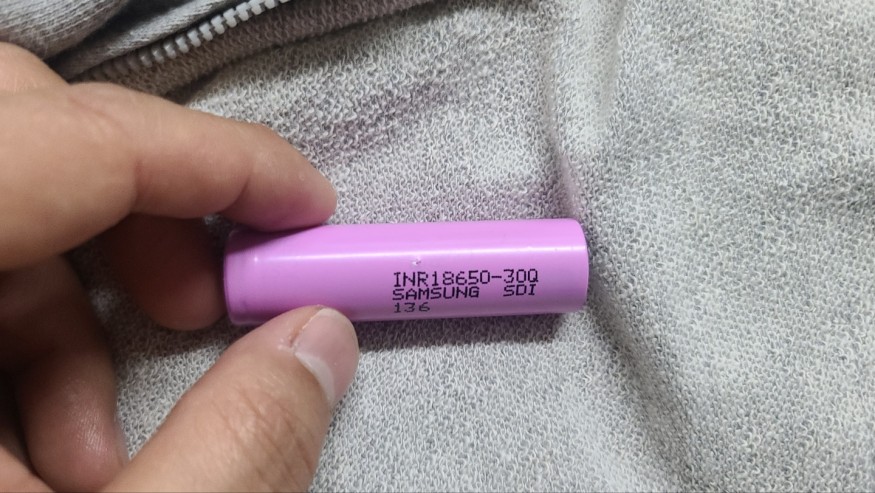 INR18650-30Q
SAMSUNG SDI
136